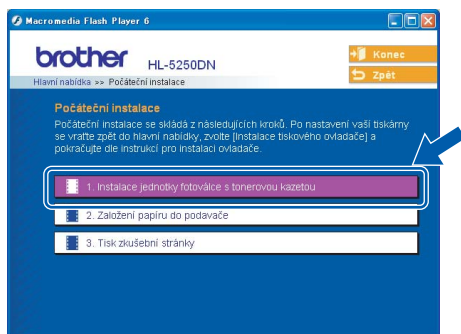 Macromedia Flash Player 6
brother HL-5250DN
Konec
Hlavní nabídka >> Počáteční instalace
Zpět
Počáteční instalace
Počáteční instalace se skládá z následujících kroků. Po nastavení vaší tiskárny
se vraťte zpět do hlavní nabídky, zvolte [Instalace tiskového ovladače] a
pokračujte dle instrukcí pro instalaci ovladače.
1. Instalace jednotky fotoválce s tonerovou kazetou
2. Založení papíru do podavače
3. Tisk zkušební stránky